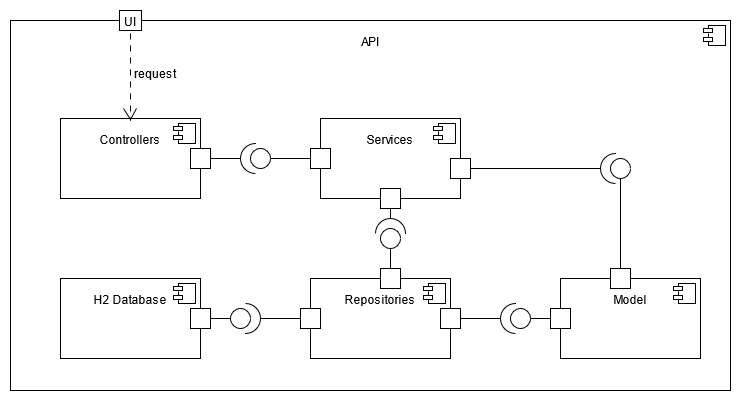 UI
API
request
Controllers
Services
H2 Database
Repositories
Model